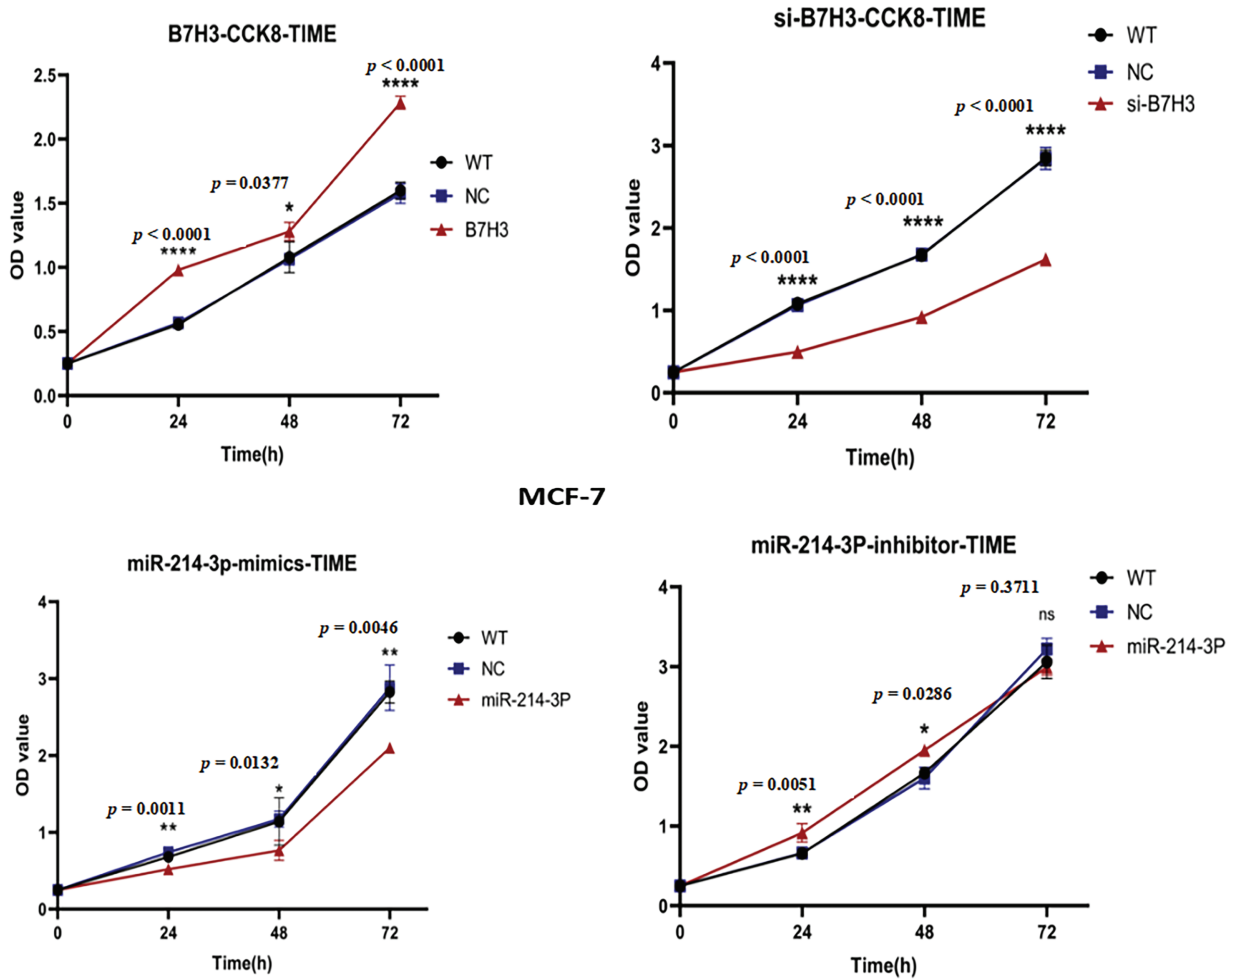 B7H3-CCK8-TIME
p < 0.0001
****
2.5
2.0
p = 0.0377
*
WT
NC
B7H3
1.5
p < 0.0001
****
1.0
0.5
0.0
OD value
0 24 48 72
Time(h)
si-B7H3-CCK8-TIME
WT
NC
si-B7H3
4
p < 0.0001
****
3
p < 0.0001
****
2
p < 0.0001
****
1
0
OD value
0 24 48 72
Time(h)
MCF-7
miR-214-3p-mimics-TIME
4
p = 0.0046
**
WT
NC
miR-214-3P
3
2
p = 0.0132
*
p = 0.0011
**
1
0
OD value
0 24 48 72
Time(h)
miR-214-3P-inhibitor-TIME
WT
NC
miR-214-3P
4
p = 0.3711
ns
3
p = 0.0286
*
2
p = 0.0051
**
1
0
OD value
0 24 48 72
Time(h)